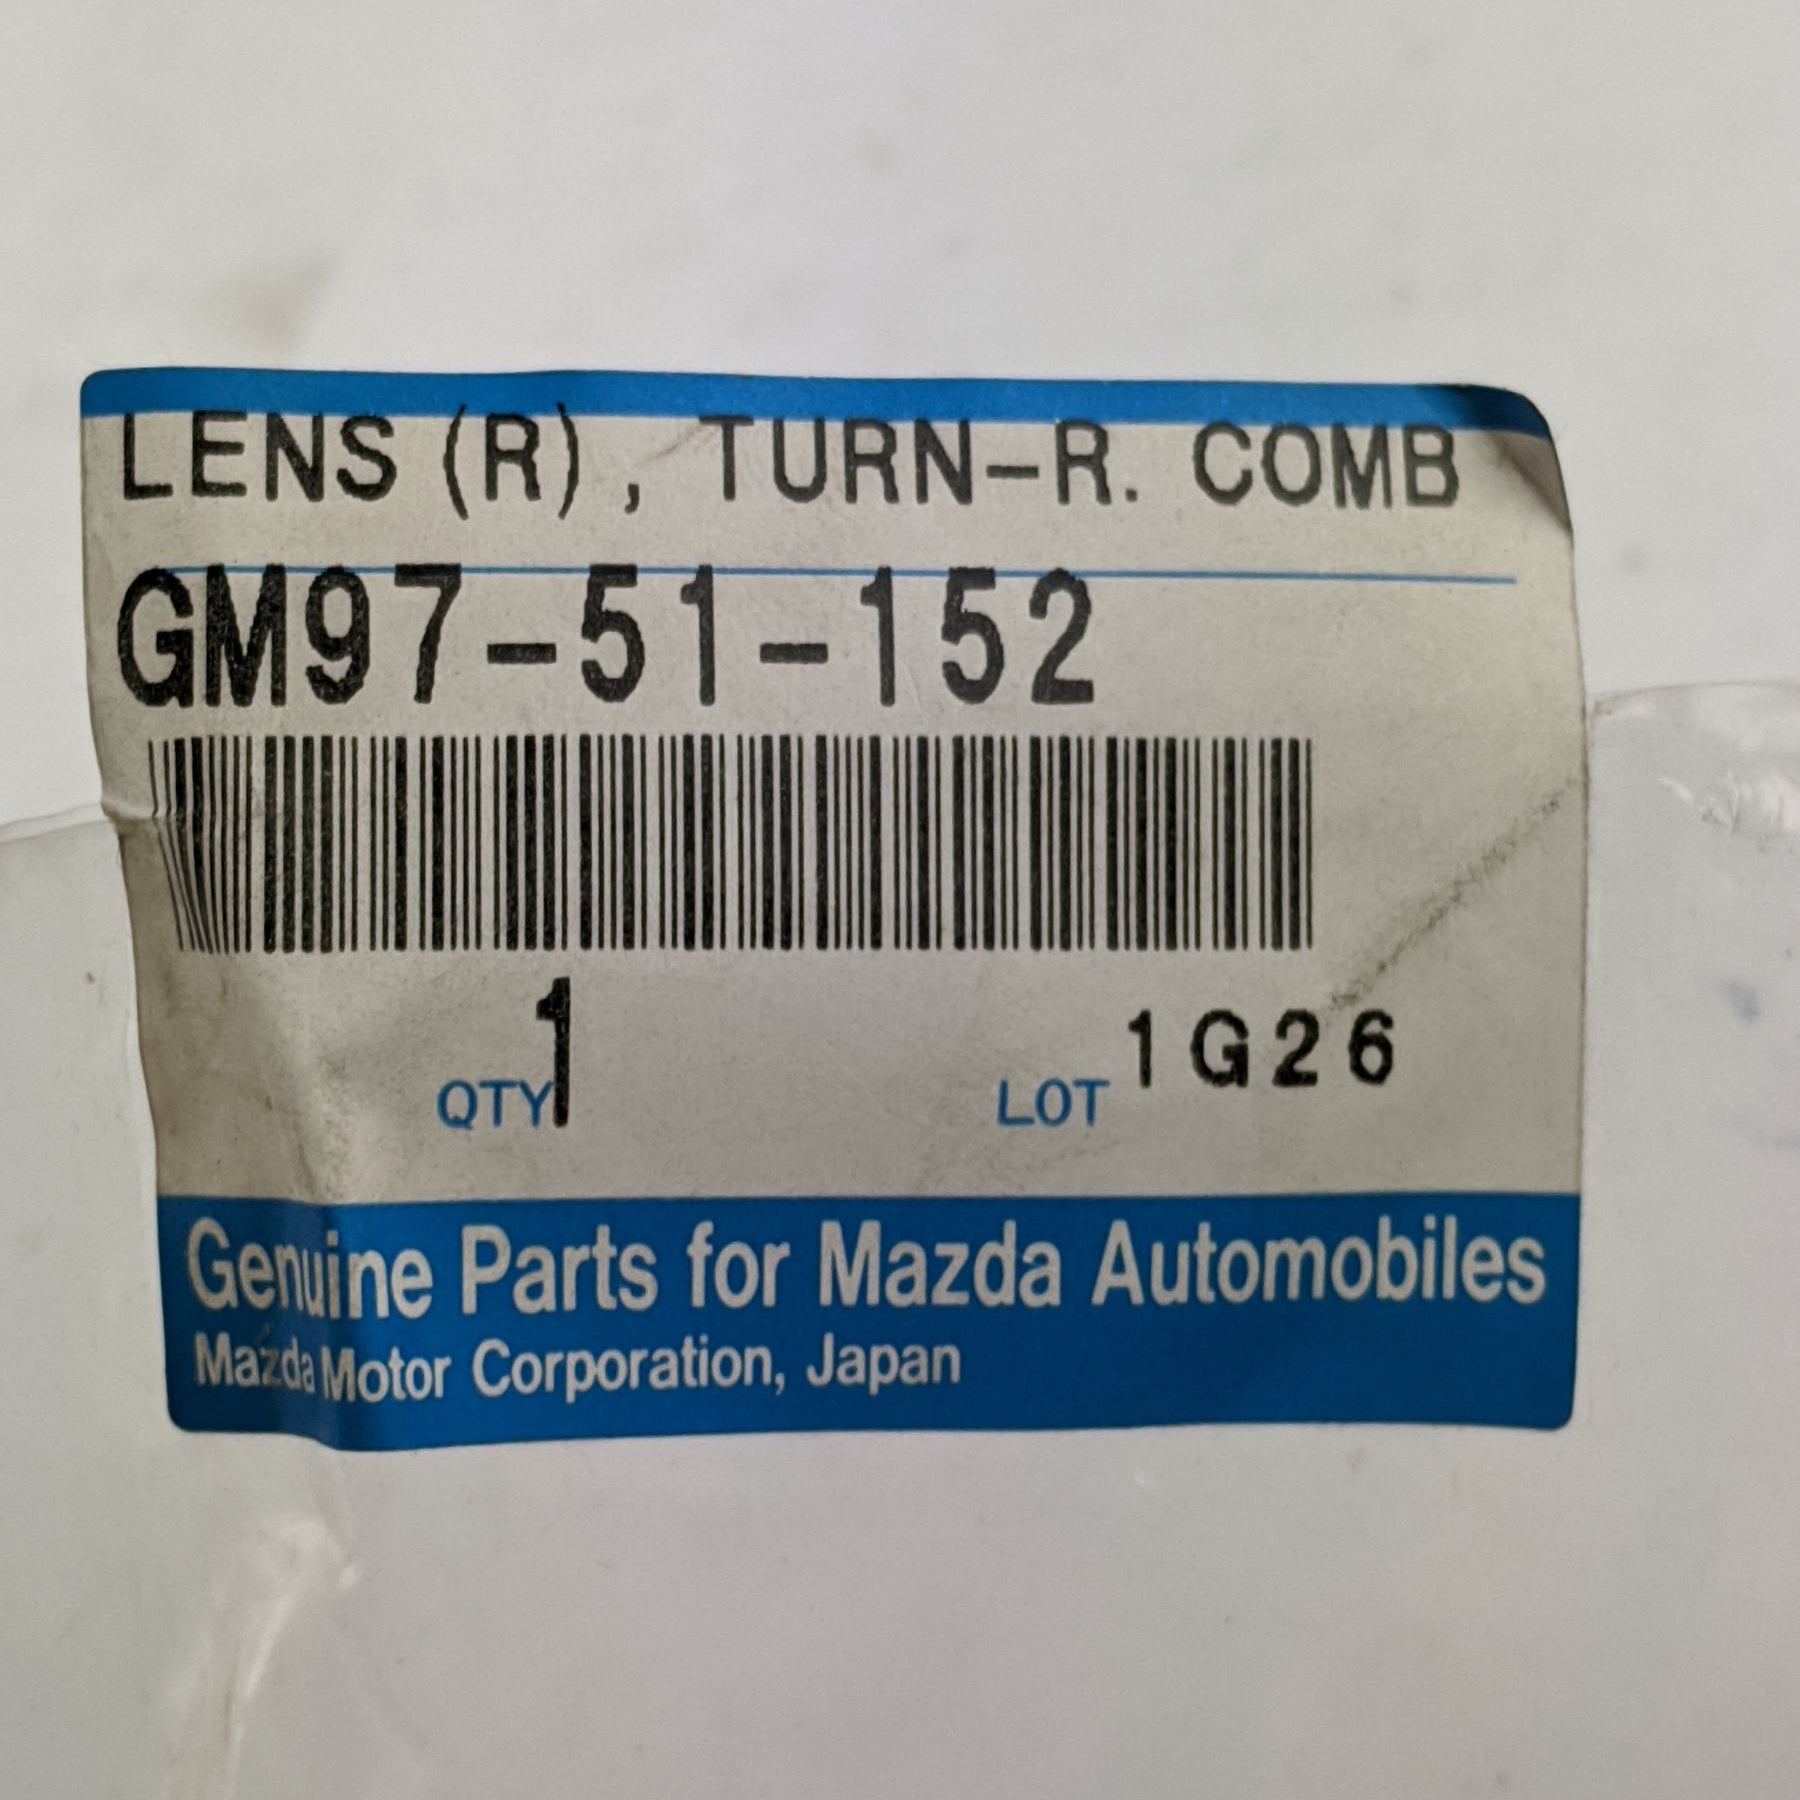 LENS (R), TURN-R. COMB
GM97-51-152
QTY 1 LOT 1G26
Genuine Parts for Mazda Automobiles
Mazda Motor Corporation, Japan